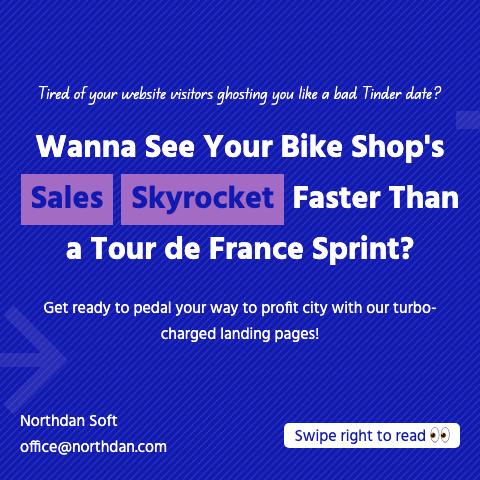 Tired of your website visitors ghosting you like a bad Tinder date?
Wanna See Your Bike Shop's
Sales Skyrocket Faster Than
a Tour de France Sprint?
Get ready to pedal your way to profit city with our turbo-
charged landing pages!
Northdan Soft
office@northdan.com
Swipe right to read 👀